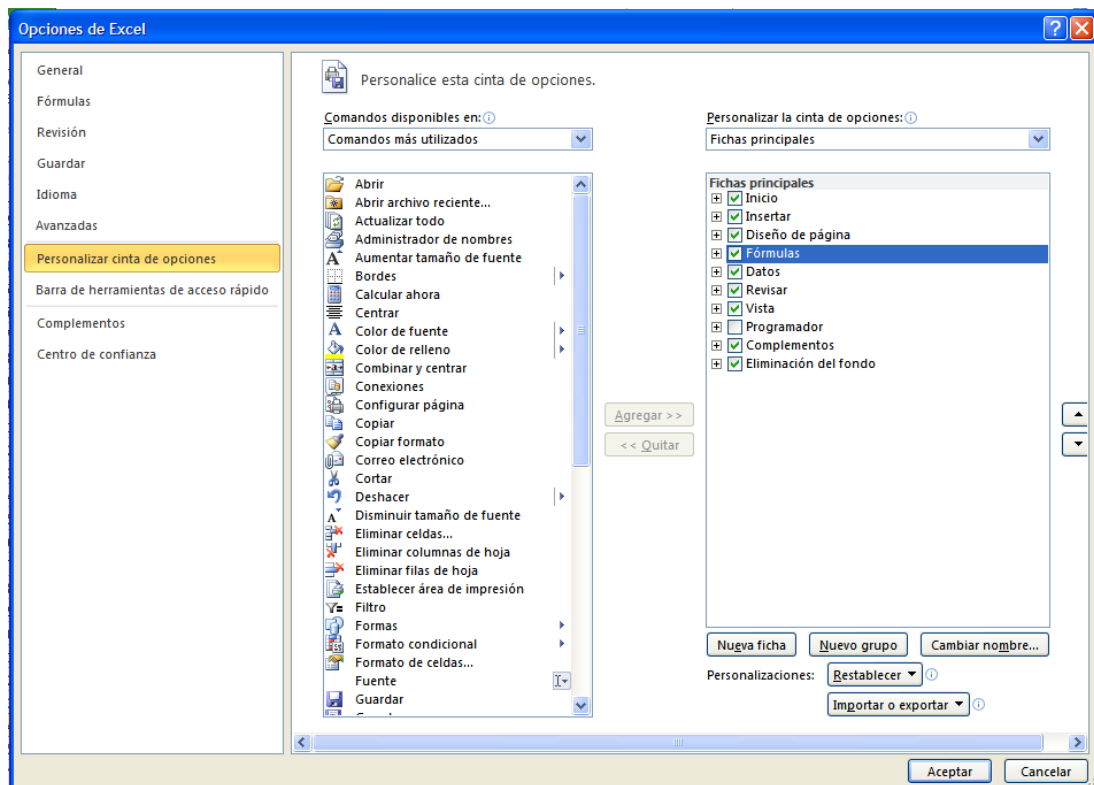 Opciones de Excel
General
Fórmulas
Revisión
Guardar
Idioma
Avanzadas
Personalizar cinta de opciones
Barra de herramientas de acceso rápido
Complementos
Centro de confianza
Personalice esta cinta de opciones.
Comandos disponibles en:
Comandos más utilizados
Abrir
Abrir archivo reciente...
Actualizar todo
Administrador de nombres
Aumentar tamaño de fuente
Bordes
Calcular ahora
Centrar
Color de fuente
Color de relleno
Combinar y centrar
Conexiones
Configurar página
Copiar
Copiar formato
Correo electrónico
Cortar
Deshacer
Disminuir tamaño de fuente
Eliminar celdas...
Eliminar columnas de hoja
Eliminar filas de hoja
Establecer área de impresión
Filtro
Formas
Formato condicional
Formato de celdas...
Fuente
Guardar
Agregar >>
<< Quitar
Personalizar la cinta de opciones:
Fichas principales
Fichas principales
Inicio
Insertar
Diseño de página
Fórmulas
Datos
Revisar
Vista
Programador
Complementos
Eliminación del fondo
Nueva ficha
Nuevo grupo
Cambiar nombre...
Personalizaciones:
Restablecer
Importar o exportar
Aceptar
Cancelar